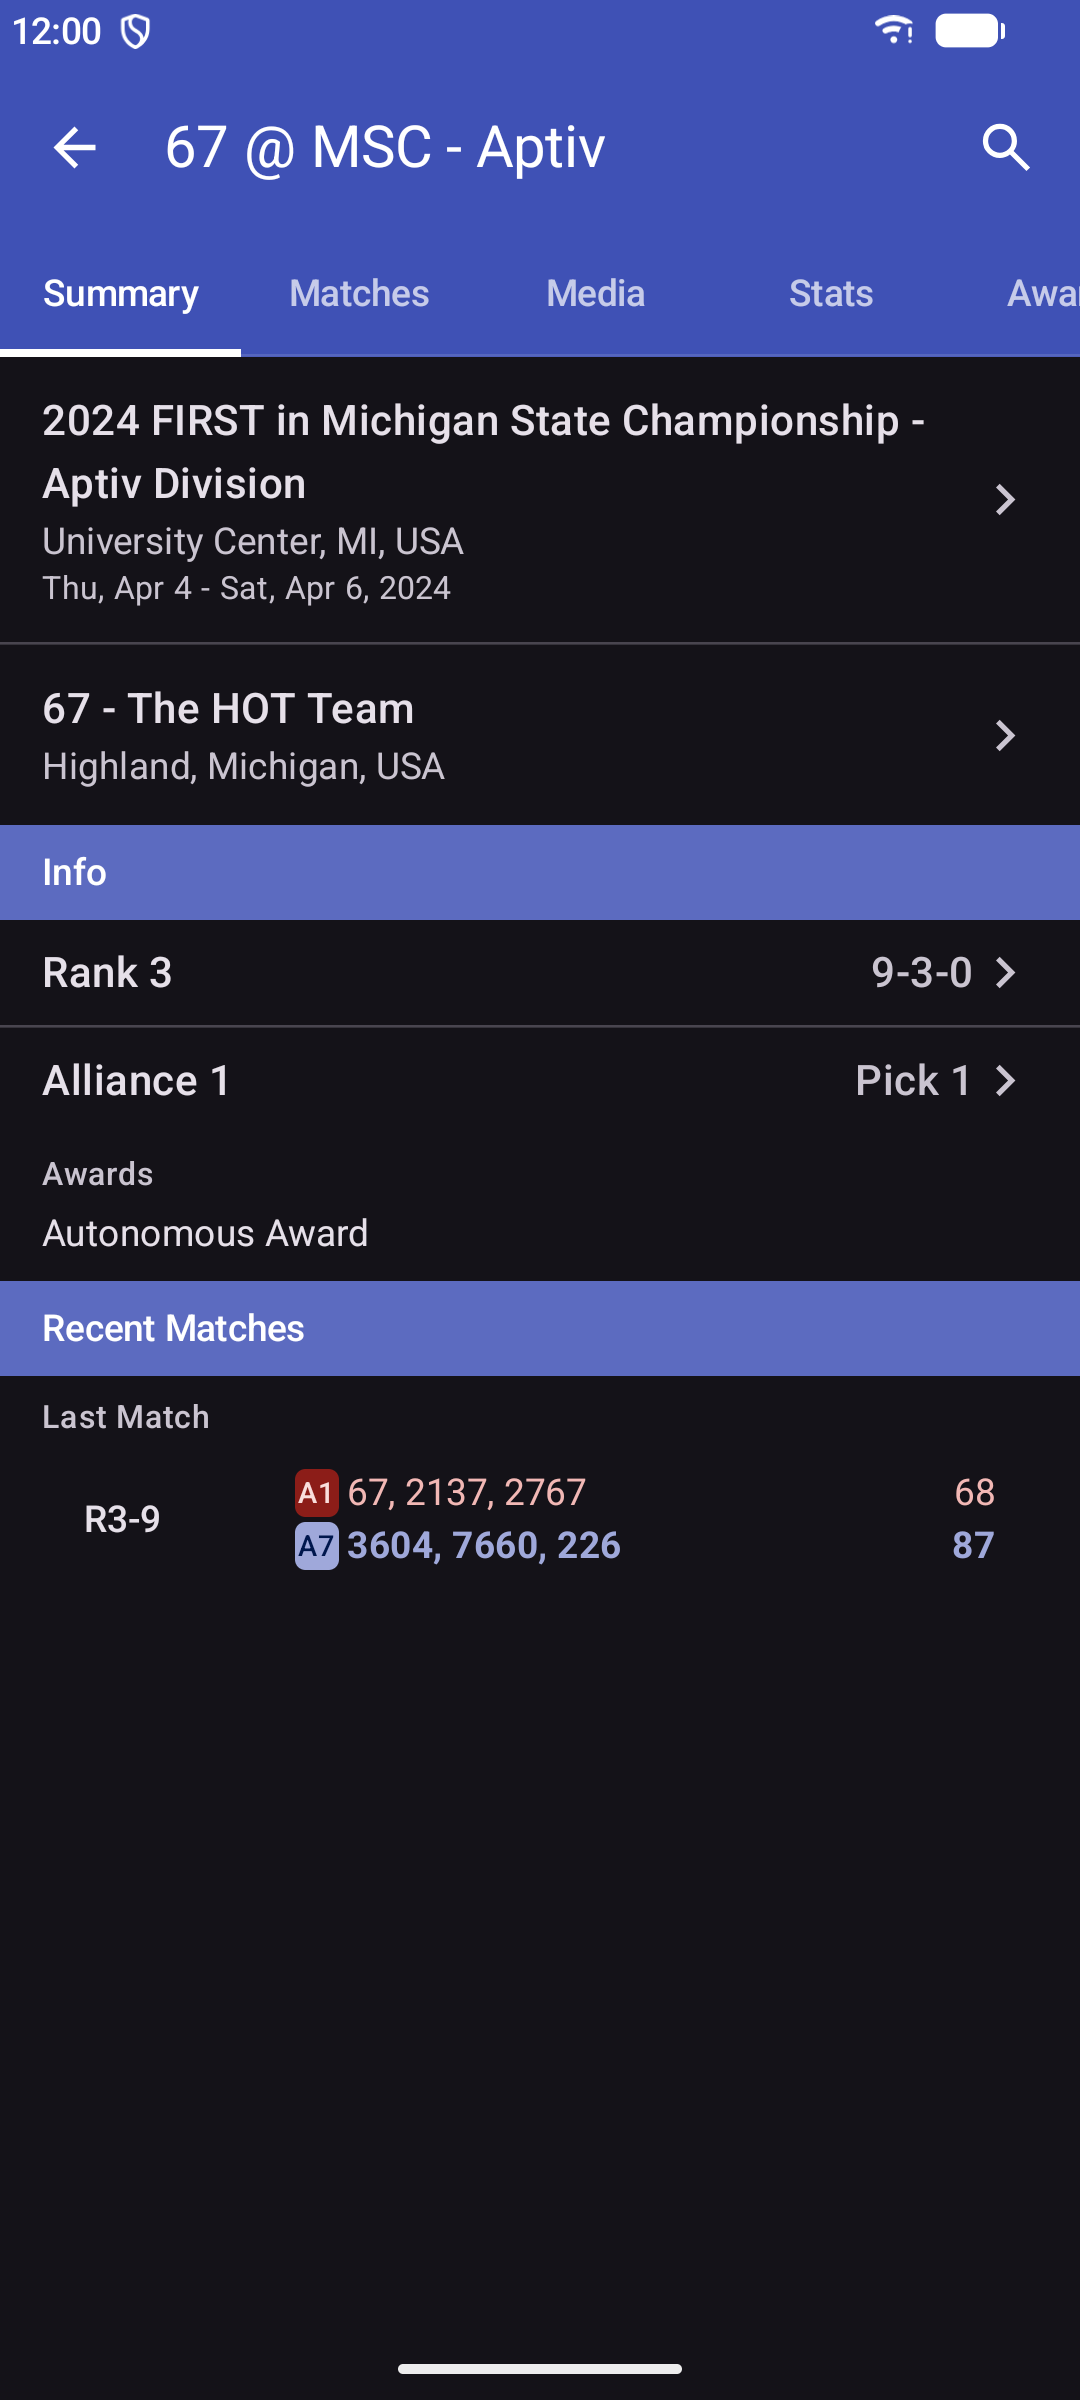 12:00
67 @ MSC - Aptiv
Summary Matches Media Stats Awa
2024 FIRST in Michigan State Championship -
Aptiv Division
University Center, MI, USA
Thu, Apr 4 - Sat, Apr 6, 2024
67 - The HOT Team
Highland, Michigan, USA
Info
Rank 3 9-3-0
Alliance 1 Pick 1
Awards
Autonomous Award
Recent Matches
Last Match
R3-9
A1 67, 2137, 2767 68
A7 3604, 7660, 226 87